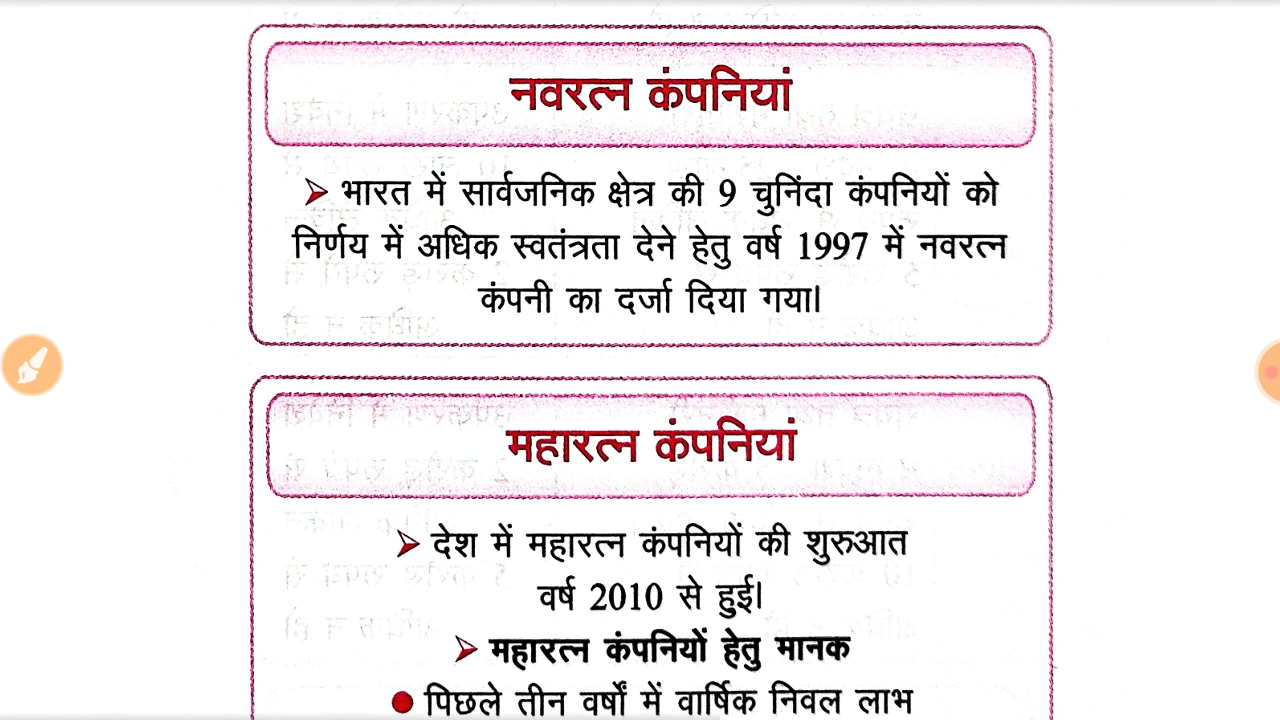 नवरत्न कंपनियां
➢ भारत में सार्वजनिक क्षेत्र की 9 चुनिंदा कंपनियों को
निर्णय में अधिक स्वतंत्रता देने हेतु वर्ष 1997 में नवरत्न
कंपनी का दर्जा दिया गया।
महारत्न कंपनियां
➢ देश में महारत्न कंपनियों की शुरुआत
वर्ष 2010 से हुई।
➢ महारत्न कंपनियों हेतु मानक
● पिछले तीन वर्षों में वार्षिक निवल लाभ